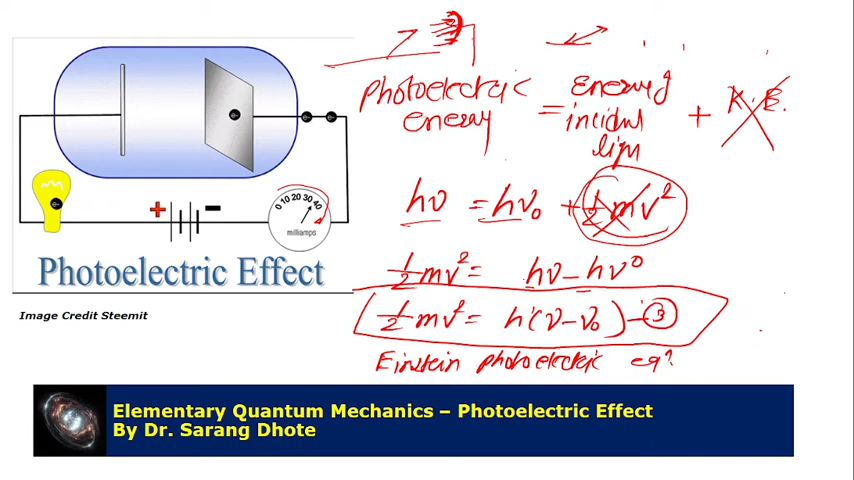 photoelectric energy = Energy incident light + K.E.
hν = hν₀ + ½mv²
½mv² = hν - hν⁰
½mv² = h(ν-ν₀) - ③
Einstein photoelectric eqⁿ
+ -
0 10 20 30 40
milliamps
Photoelectric Effect
Image Credit Steemit
Elementary Quantum Mechanics – Photoelectric Effect
By Dr. Sarang Dhote